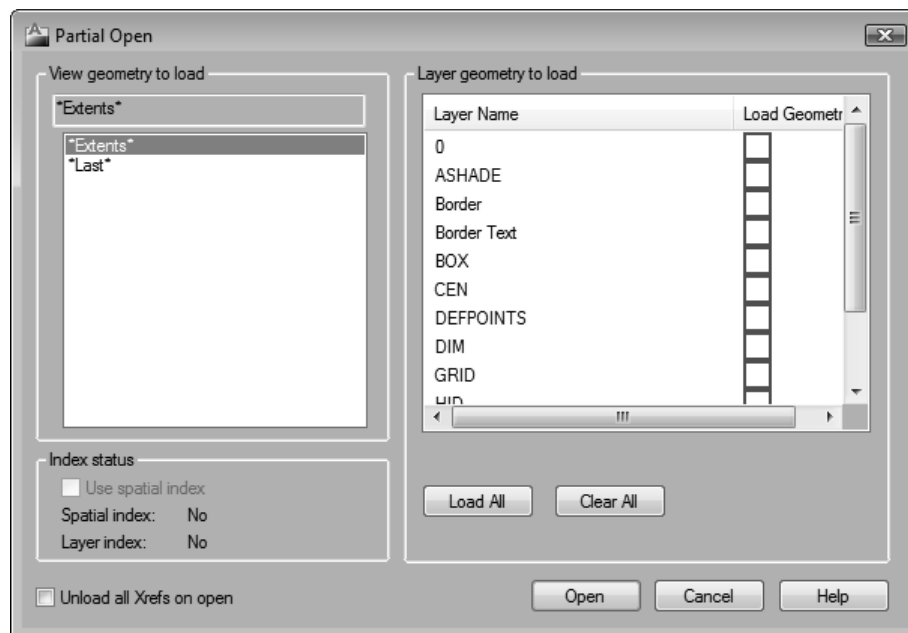 Partial Open
View geometry to load
*Extents*
*Extents*
*Last*
Index status
Use spatial index
Spatial index: No
Layer index: No
Unload all Xrefs on open
Layer geometry to load
Layer Name Load Geometr
0
ASHADE
Border
Border Text
BOX
CEN
DEFPOINTS
DIM
GRID
HID
Load All Clear All
Open Cancel Help